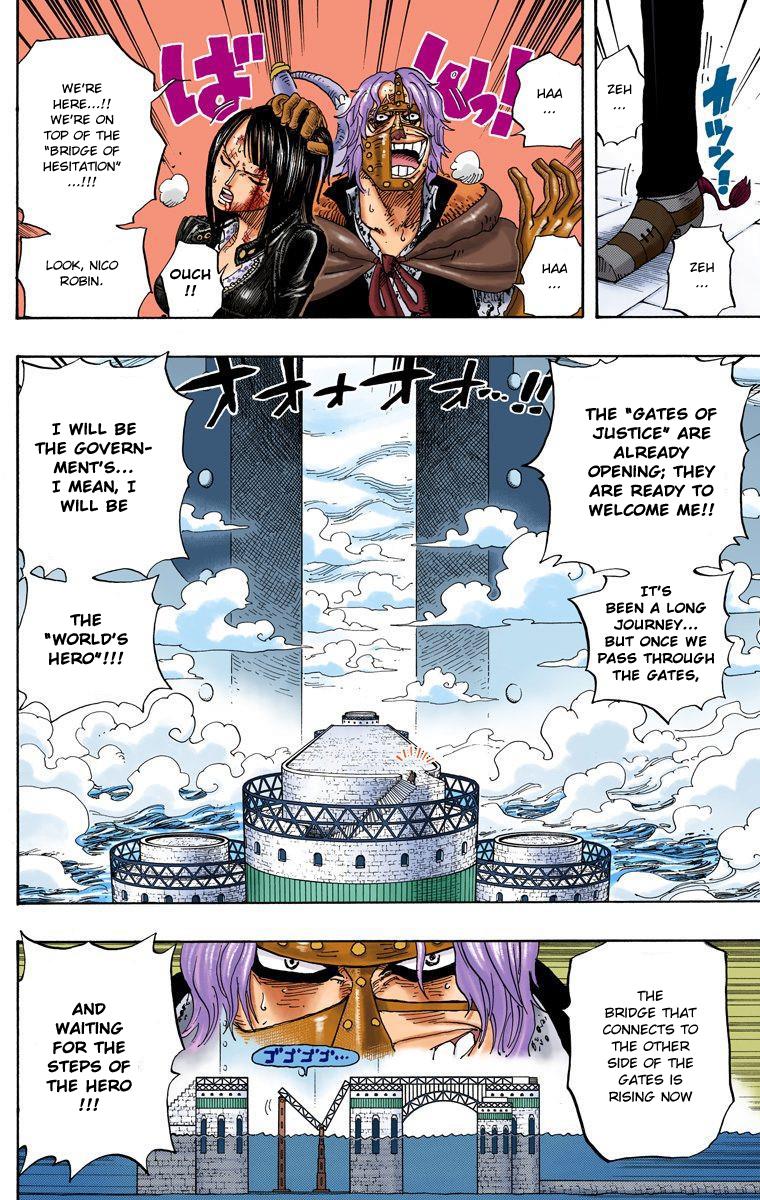 ZEH
...
カツン!
ZEH
...
HAA
...
ばっ!
HAA
...
WE'RE
HERE...!!
WE'RE ON
TOP OF THE
"BRIDGE OF
HESITATION"
...!!!
LOOK, NICO
ROBIN.
OUCH
!!
THE "GATES OF
JUSTICE" ARE
ALREADY
OPENING; THEY
ARE READY TO
WELCOME ME!!
IT'S
BEEN A LONG
JOURNEY...
BUT ONCE WE
PASS THROUGH
THE GATES,
オオォオオ...!!
I WILL BE
THE GOVERN-
MENT'S...
I MEAN, I
WILL BE
THE
"WORLD'S
HERO"!!!
THE
BRIDGE THAT
CONNECTS TO
THE OTHER
SIDE OF THE
GATES IS
RISING NOW
ゴゴゴゴ...
AND
WAITING
FOR THE
STEPS OF
THE HERO
!!!